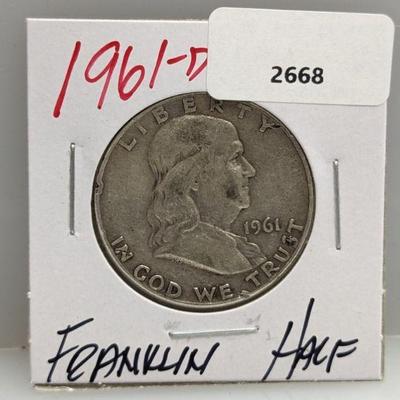 1961-D
2668
LIBERTY
1961
IN GOD WE TRUST
FRANKLIN HALF